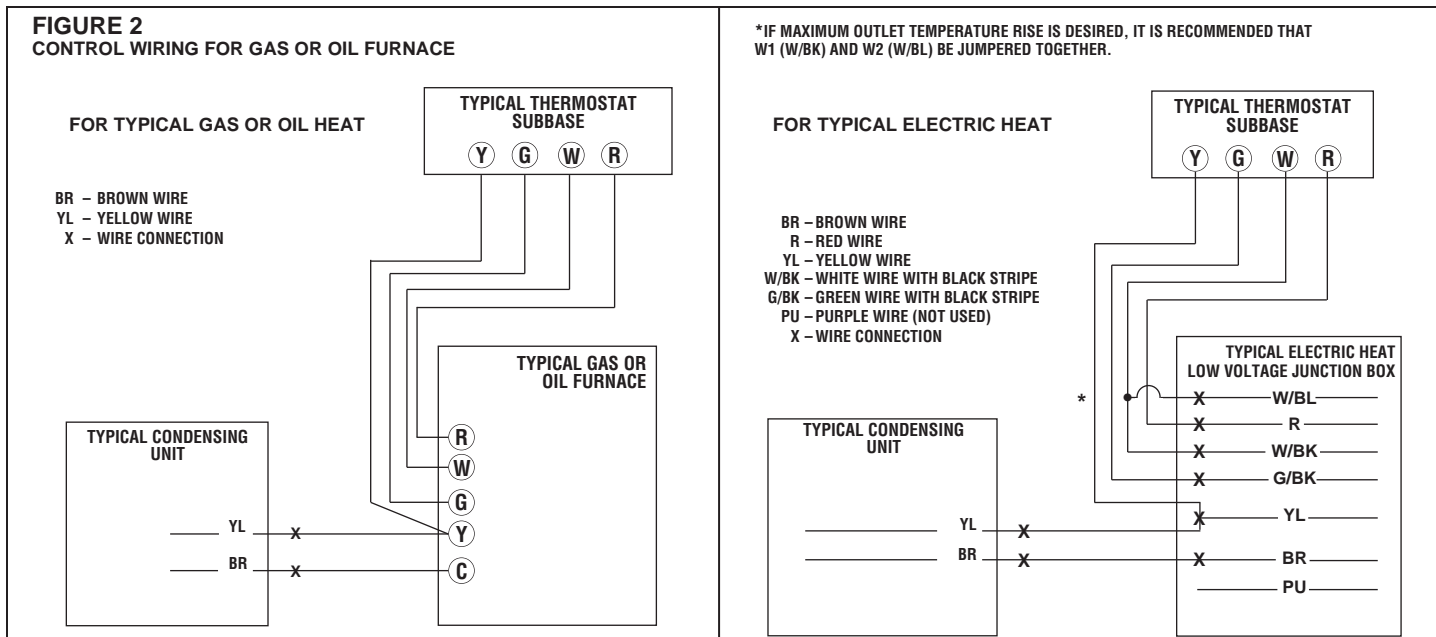 FIGURE 2
CONTROL WIRING FOR GAS OR OIL FURNACE
FOR TYPICAL GAS OR OIL HEAT
TYPICAL THERMOSTAT
SUBBASE
Y G W R
BR – BROWN WIRE
YL – YELLOW WIRE
X – WIRE CONNECTION
TYPICAL GAS OR
OIL FURNACE
R
W
G
Y
C
TYPICAL CONDENSING
UNIT
YL X
BR X
*IF MAXIMUM OUTLET TEMPERATURE RISE IS DESIRED, IT IS RECOMMENDED THAT
W1 (W/BK) AND W2 (W/BL) BE JUMPERED TOGETHER.
FOR TYPICAL ELECTRIC HEAT
TYPICAL THERMOSTAT
SUBBASE
Y G W R
BR – BROWN WIRE
R – RED WIRE
YL – YELLOW WIRE
W/BK – WHITE WIRE WITH BLACK STRIPE
G/BK – GREEN WIRE WITH BLACK STRIPE
PU – PURPLE WIRE (NOT USED)
X – WIRE CONNECTION
TYPICAL ELECTRIC HEAT
LOW VOLTAGE JUNCTION BOX
* X W/BL
X R
X W/BK
X G/BK
X YL
X BR
PU
TYPICAL CONDENSING
UNIT
YL X
BR X